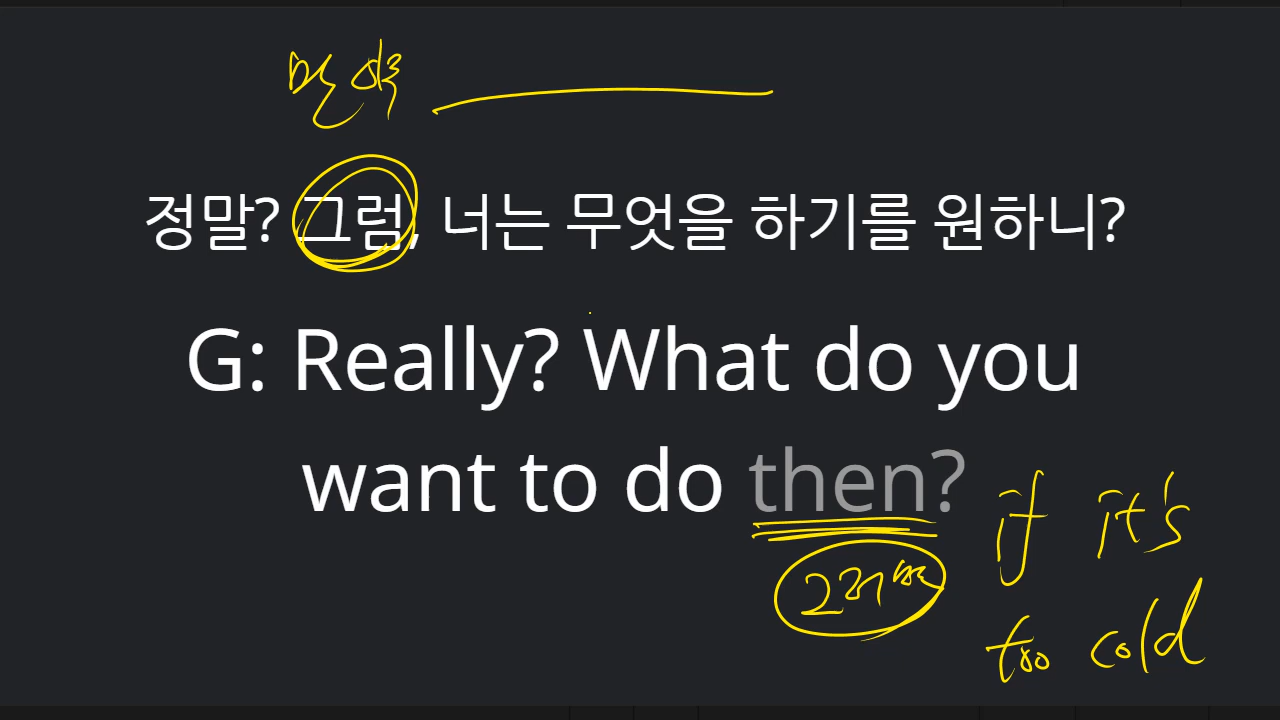 만약
정말? 그럼, 너는 무엇을 하기를 원하니?
G: Really? What do you
want to do then?
그러면
if it's
too cold